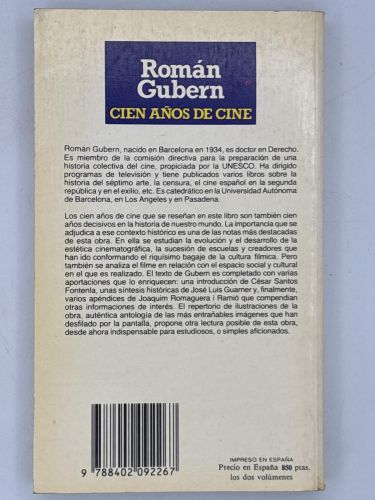 Román
Gubern
CIEN AÑOS DE CINE
Román Gubern, nacido en Barcelona en 1934, es doctor en Derecho.
Es miembro de la comisión directiva para la preparación de una
historia colectiva del cine, propiciada por la UNESCO. Ha dirigido
programas de televisión y tiene publicados varios libros sobre la
historia del séptimo arte, la censura, el cine español en la segunda
república y en el exilio, etc. Es catedrático en la Universidad Autónoma
de Barcelona, en Los Angeles y en Pasadena.
Los cien años de cine que se reseñan en este libro son también cien
años decisivos en la historia de nuestro mundo. La importancia que se
adjudica a ese contexto histórico es una de las notas más destacadas
de esta obra. En ella se estudian la evolución y el desarrollo de la
estética cinematográfica, la sucesión de escuelas y creadores que
han ido conformando el riquísimo bagaje de la cultura fílmica. Pero
también se analiza el filme en relación con el espacio social y cultural
en el que es realizado. El texto de Gubern es completado con varias
aportaciones que lo enriquecen: una introducción de César Santos
Fontenla, unas síntesis históricas de José Luis Guarner y, finalmente,
varios apéndices de Joaquim Romaguera i Ramió que compendian
otras informaciones de interés. El repertorio de ilustraciones de la
obra, auténtica antología de las más entrañables imágenes que han
desfilado por la pantalla, propone otra lectura posible de esta obra,
desde ahora indispensable para estudiosos, o simples aficionados.
9 788402 092267
IMPRESO EN ESPAÑA
Precio en España 850 ptas.
los dos volúmenes